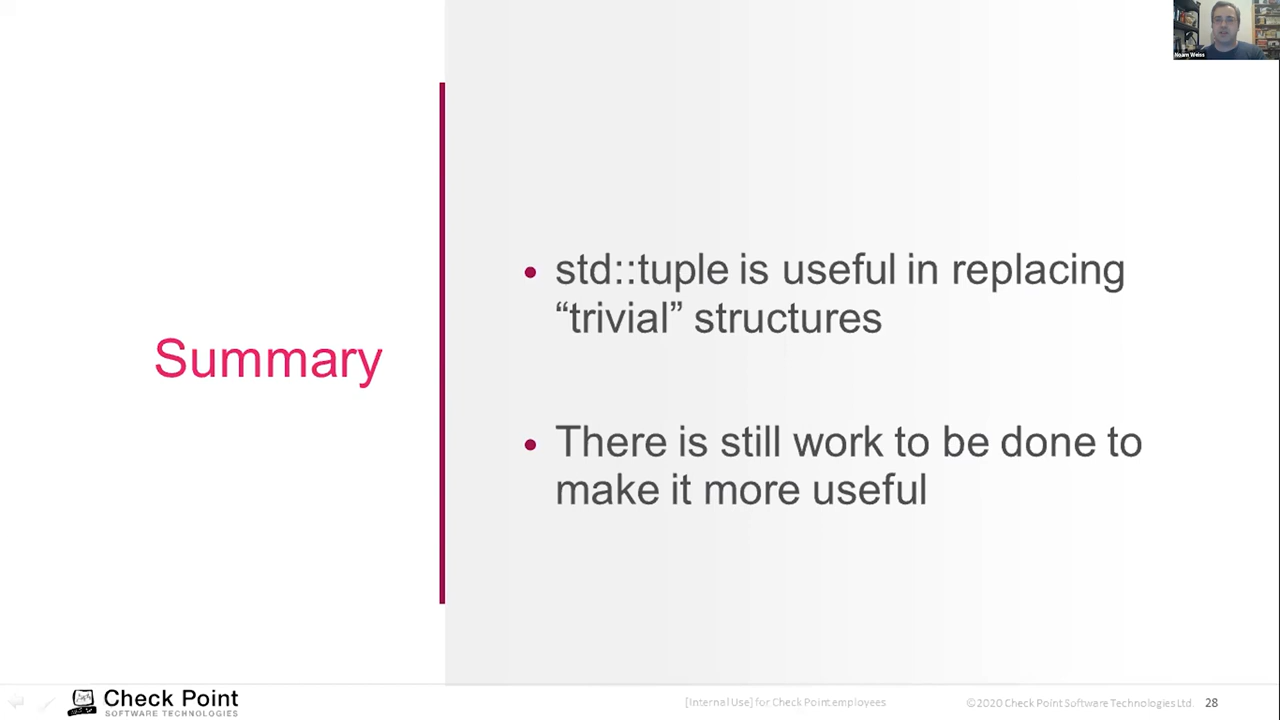 Noam Weiss
Summary
• std::tuple is useful in replacing
“trivial” structures
• There is still work to be done to
make it more useful
Check Point
SOFTWARE TECHNOLOGIES
[Internal Use] for Check Point employees
©2020 Check Point Software Technologies Ltd.
28